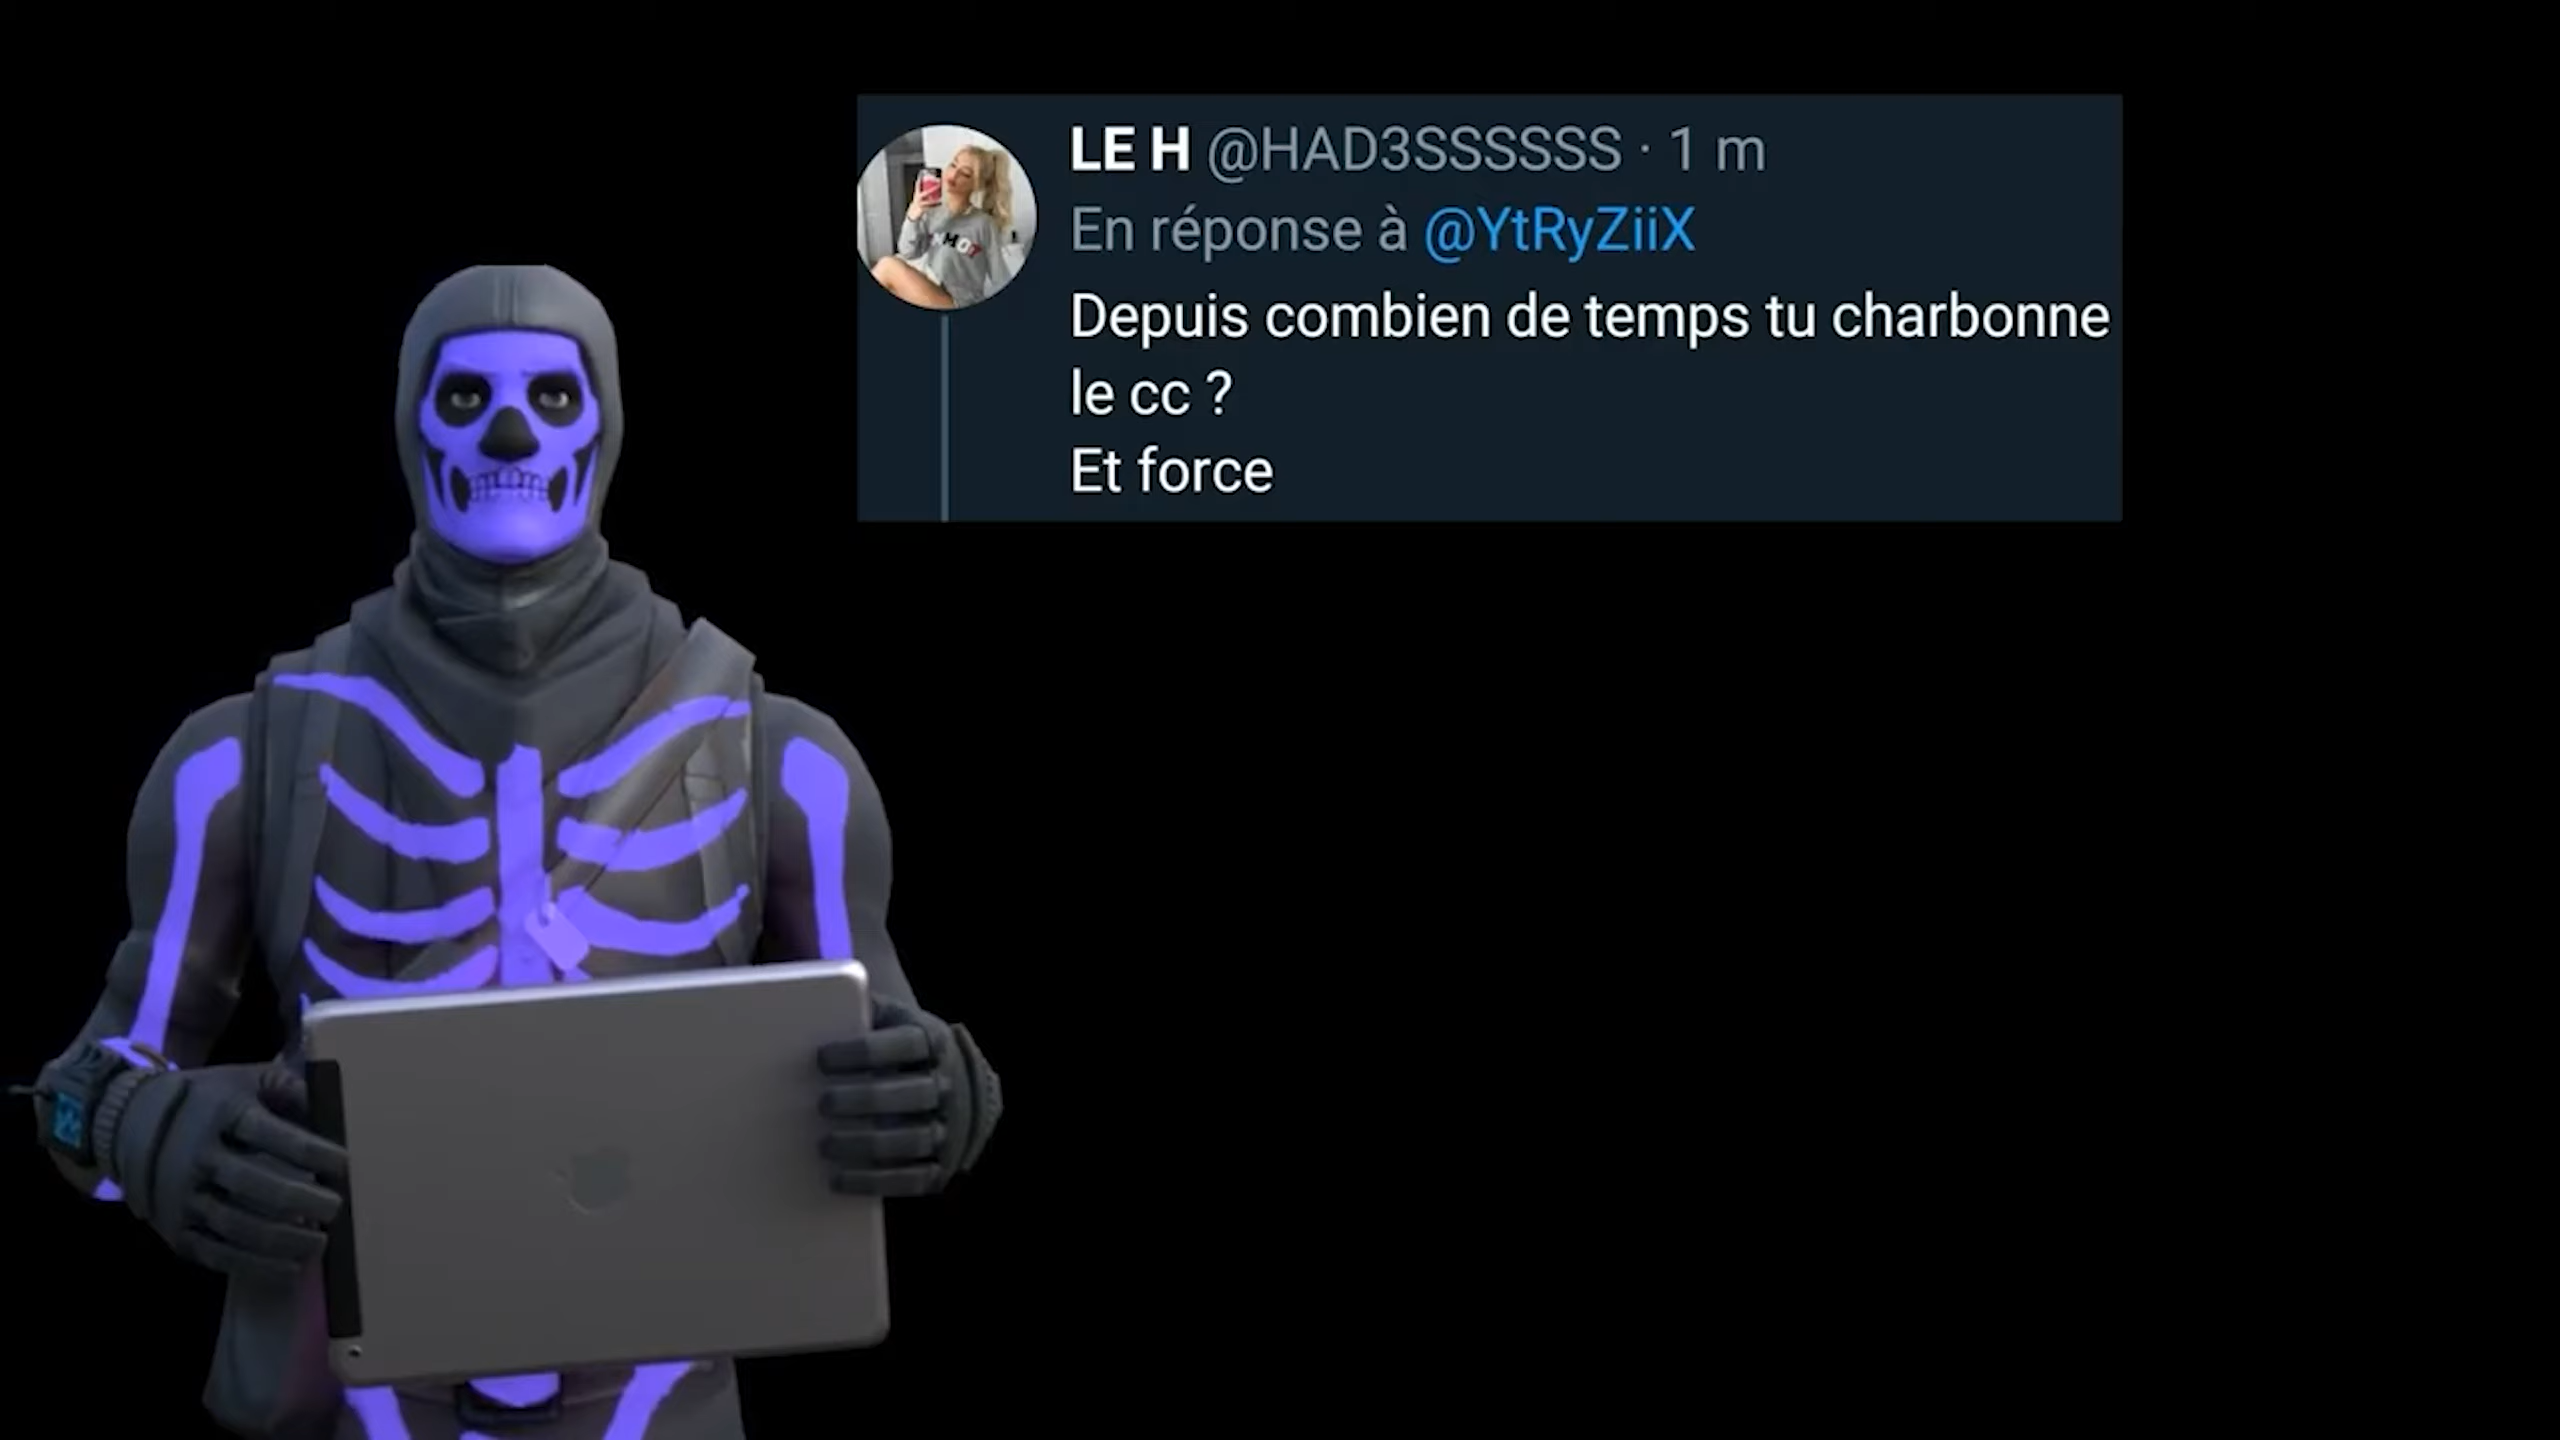 LE H @HAD3SSSSSS · 1 m
En réponse à @YtRyZiiX
Depuis combien de temps tu charbonne
le cc ?
Et force